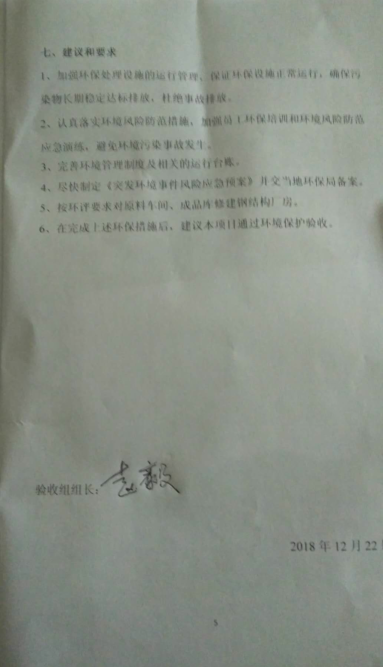 七、建议和要求
1、加强环保处理设施的运行管理、保证环保设施正常运行，确保污
染物长期稳定达标排放，杜绝事故排放。
2、认真落实环境风险防范措施，加强员工环保培训和环境风险防范
应急演练，避免环境污染事故发生。
3、完善环境管理制度及相关的运行台账。
4、尽快制定《突发环境事件风险应急预案》并交当地环保局备案。
5、按环评要求对原料车间、成品库修建钢结构厂房。
6、在完成上述环保措施后，建议本项目通过环境保护验收。
验收组组长：
2018 年 12 月 22
5